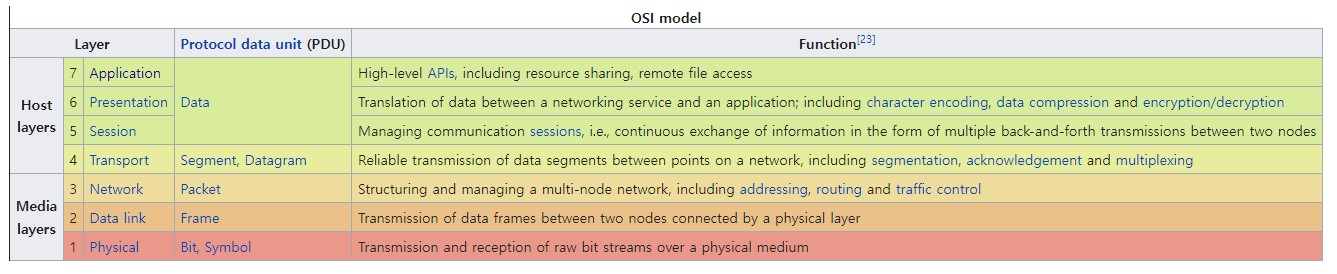 OSI model
Layer Protocol data unit (PDU) Function[23]
Host layers
7 Application Data High-level APIs, including resource sharing, remote file access
6 Presentation Translation of data between a networking service and an application; including character encoding, data compression and encryption/decryption
5 Session Managing communication sessions, i.e., continuous exchange of information in the form of multiple back-and-forth transmissions between two nodes
4 Transport Segment, Datagram Reliable transmission of data segments between points on a network, including segmentation, acknowledgement and multiplexing
Media layers
3 Network Packet Structuring and managing a multi-node network, including addressing, routing and traffic control
2 Data link Frame Transmission of data frames between two nodes connected by a physical layer
1 Physical Bit, Symbol Transmission and reception of raw bit streams over a physical medium